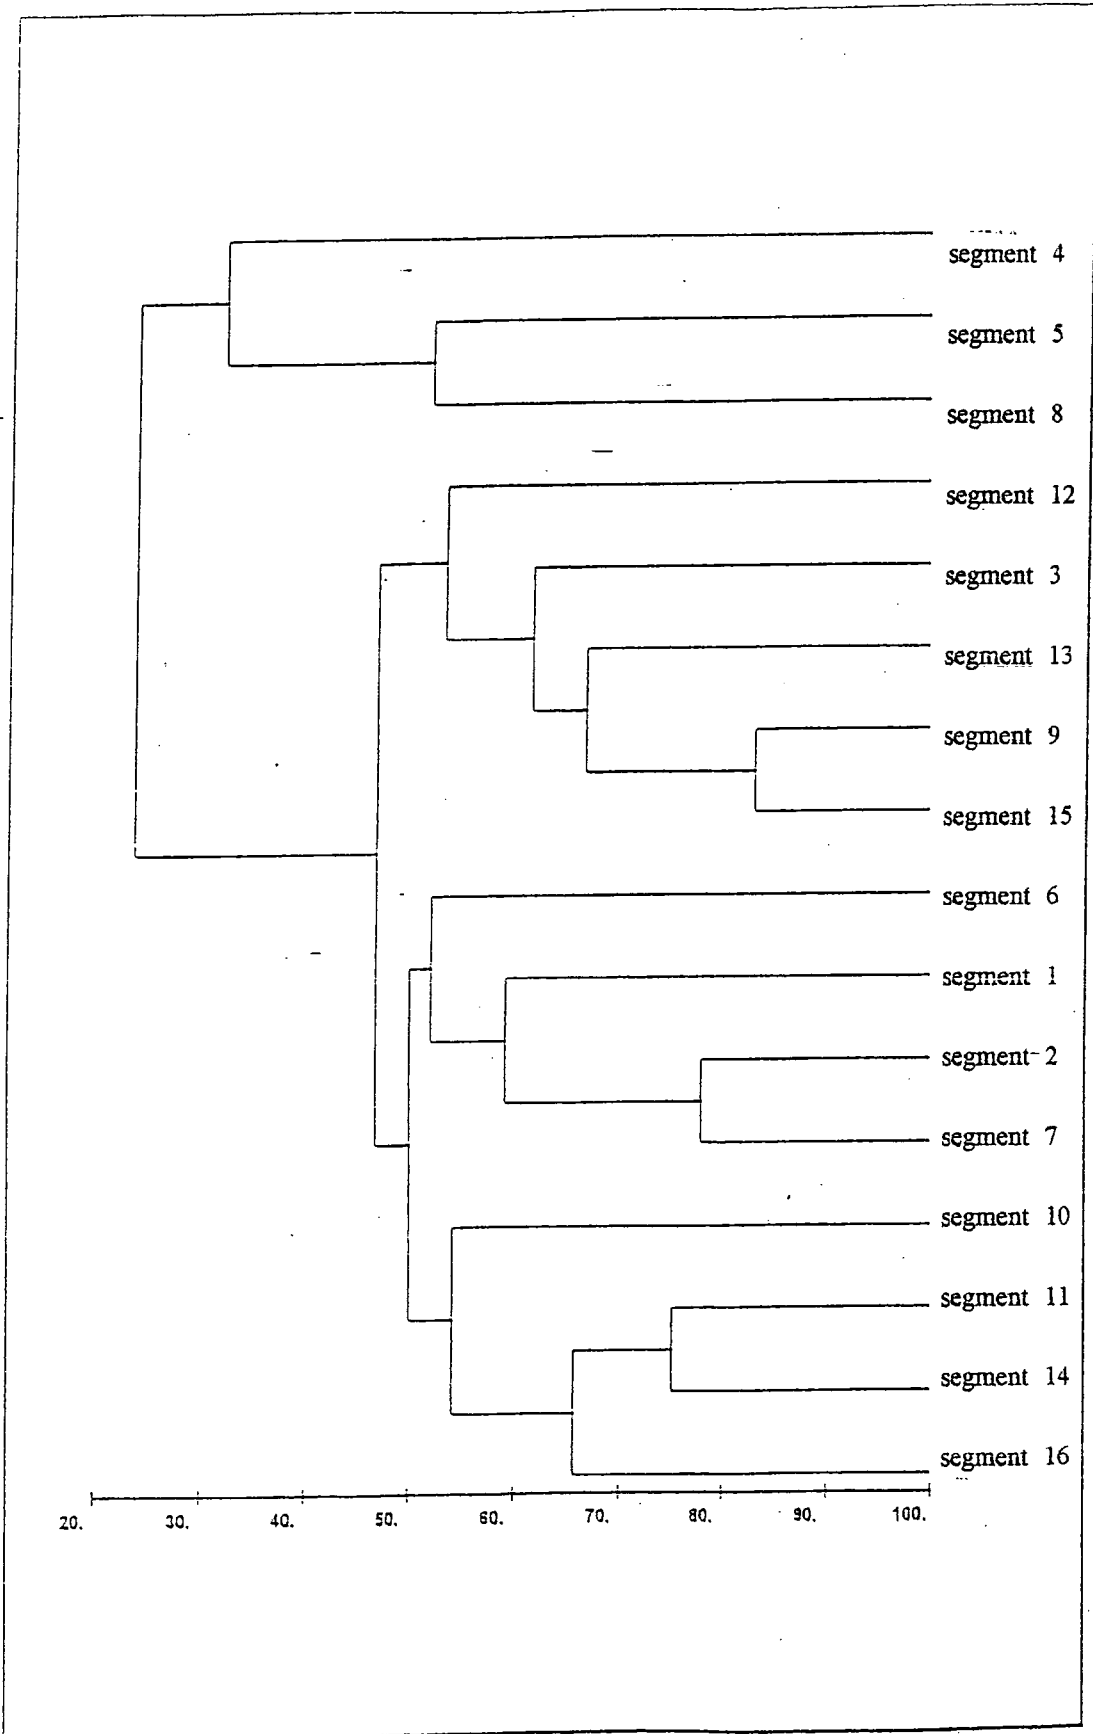 segment 4
segment 5
segment 8
segment 12
segment 3
segment 13
segment 9
segment 15
segment 6
segment 1
segment 2
segment 7
segment 10
segment 11
segment 14
segment 16
20. 30. 40. 50. 60. 70. 80. 90. 100.